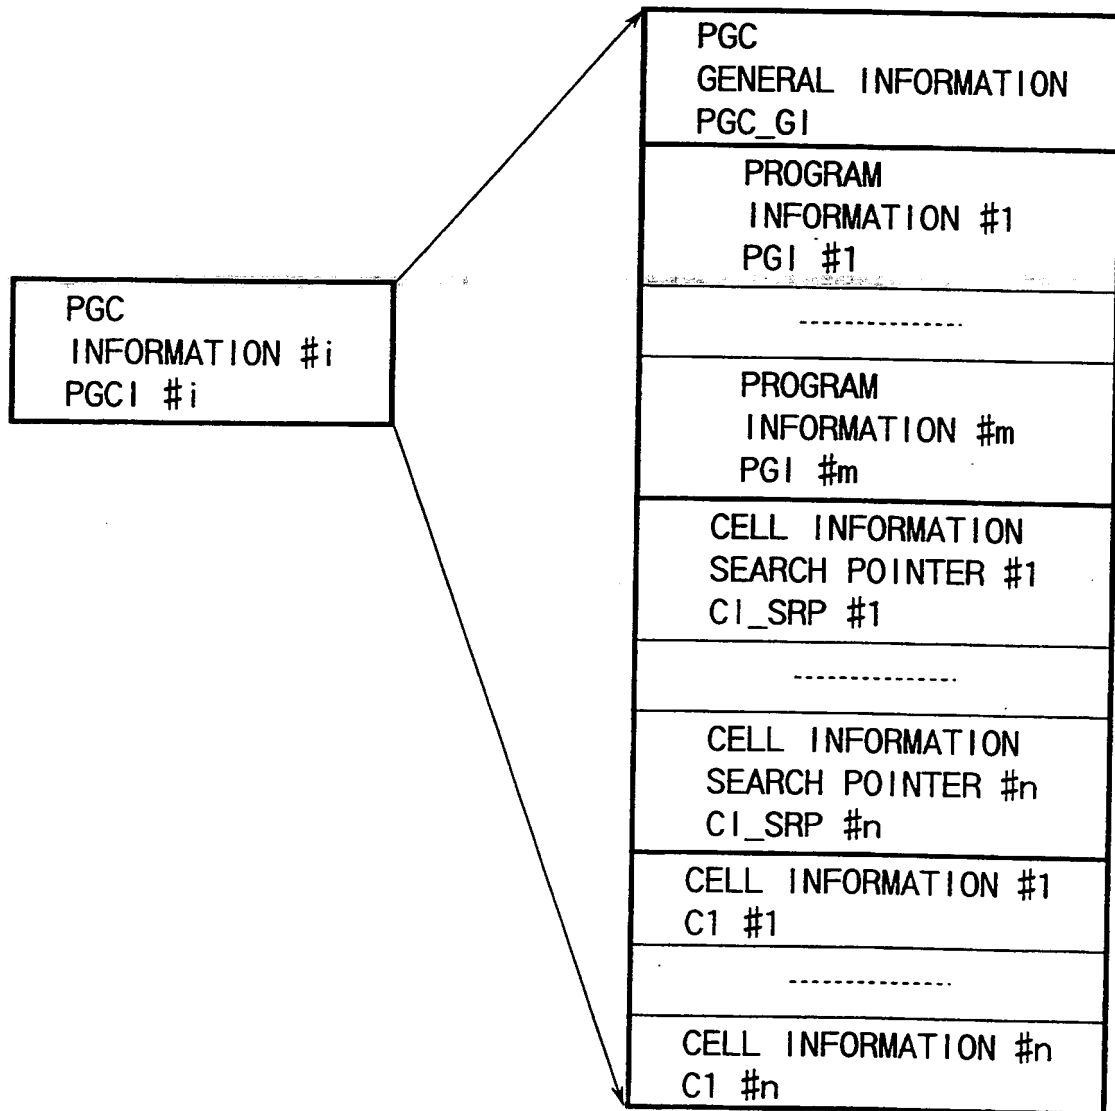 PGC
INFORMATION #i
PGCI #i
PGC
GENERAL INFORMATION
PGC_GI
PROGRAM
INFORMATION #1
PGI #1
PROGRAM
INFORMATION #m
PGI #m
CELL INFORMATION
SEARCH POINTER #1
CI_SRP #1
CELL INFORMATION
SEARCH POINTER #n
CI_SRP #n
CELL INFORMATION #1
C1 #1
CELL INFORMATION #n
C1 #n